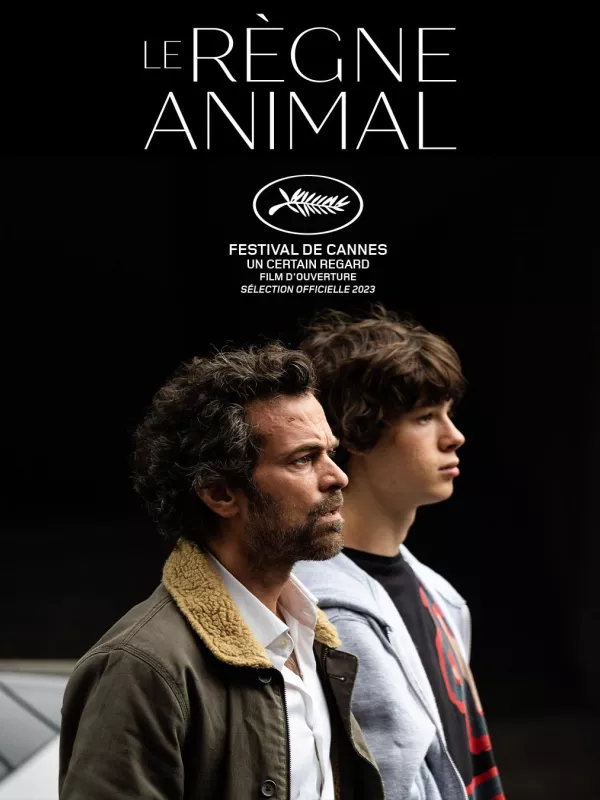 LE RÈGNE
ANIMAL
FESTIVAL DE CANNES
UN CERTAIN REGARD
FILM D'OUVERTURE
SÉLECTION OFFICIELLE 2023